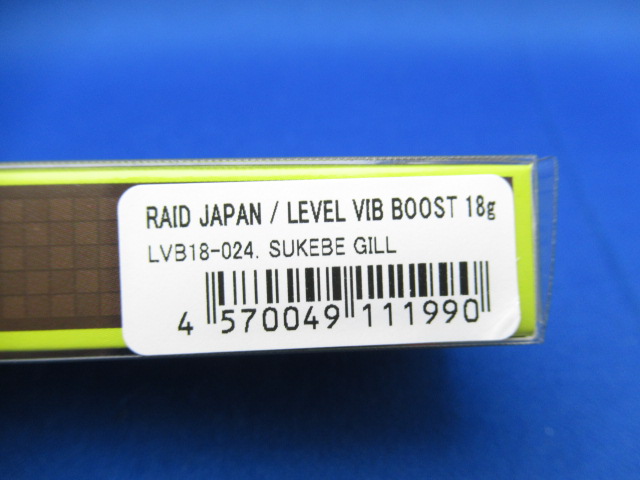 RAID JAPAN / LEVEL VIB BOOST 18g
LVB18-024. SUKEBE GILL
4 570049 111990